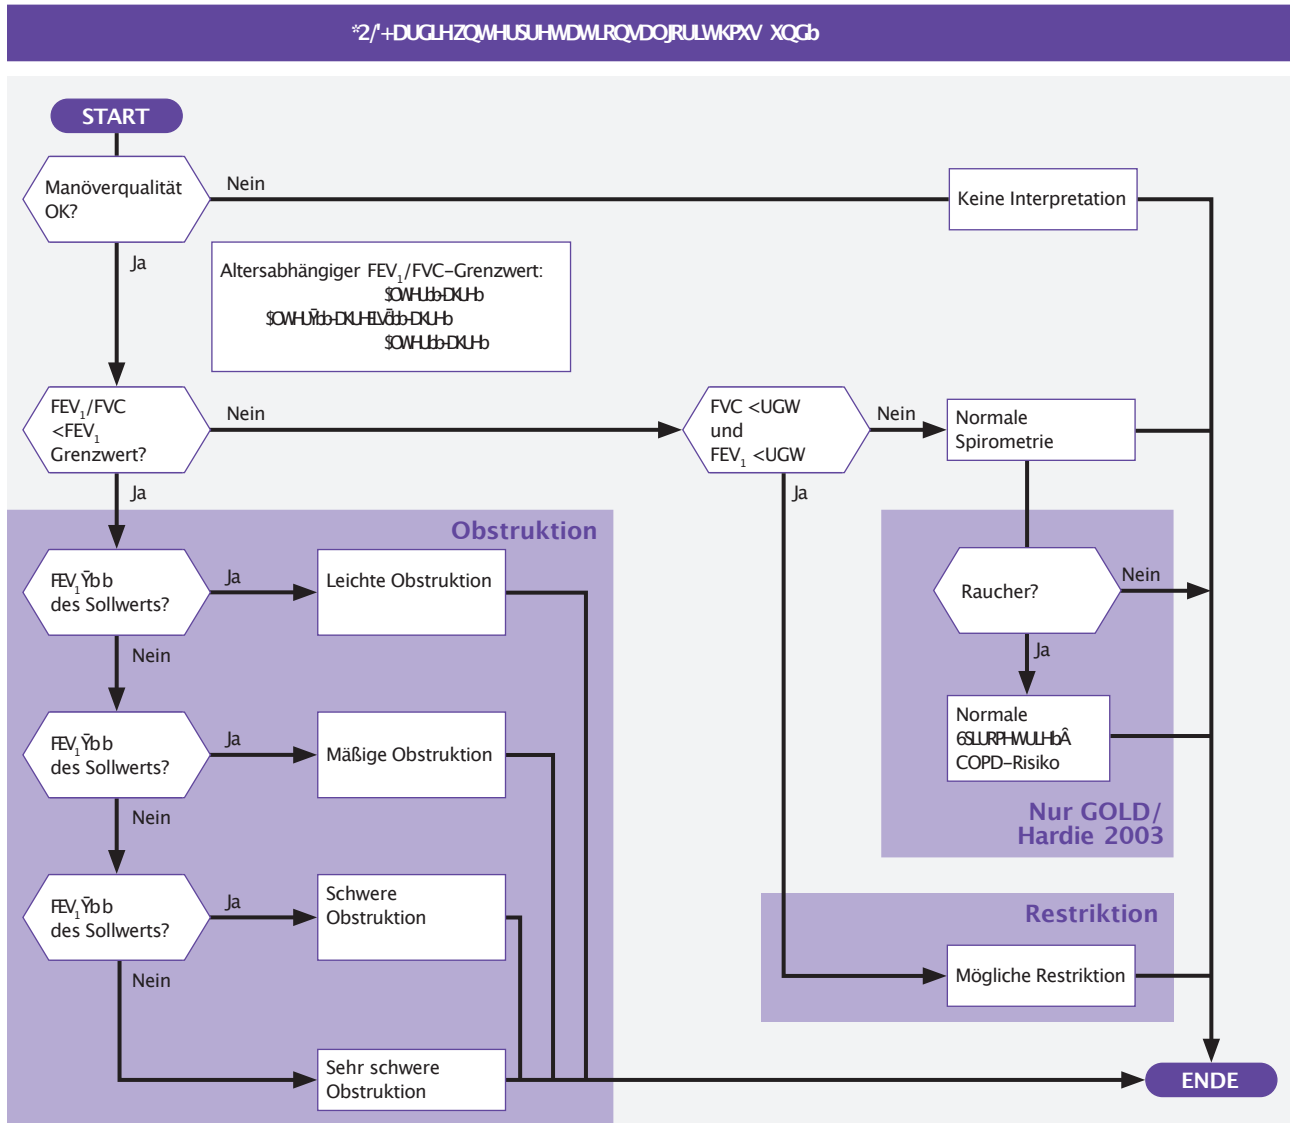 START
Manöverqualität
OK?
Nein
Keine Interpretation
Ja
Altersabhängiger FEV₁/FVC-Grenzwert:
FEV₁/FVC
<FEV₁
Grenzwert?
Nein
FVC <UGW
und
FEV₁ <UGW
Nein
Normale
Spirometrie
Ja
Ja
Obstruktion
FEV₁
des Sollwerts?
Ja
Leichte Obstruktion
Raucher?
Nein
Nein
Ja
FEV₁
des Sollwerts?
Ja
Mäßige Obstruktion
Normale
COPD-Risiko
Nein
Nur GOLD/
Hardie 2003
FEV₁
des Sollwerts?
Ja
Schwere
Obstruktion
Restriktion
Nein
Mögliche Restriktion
Sehr schwere
Obstruktion
ENDE